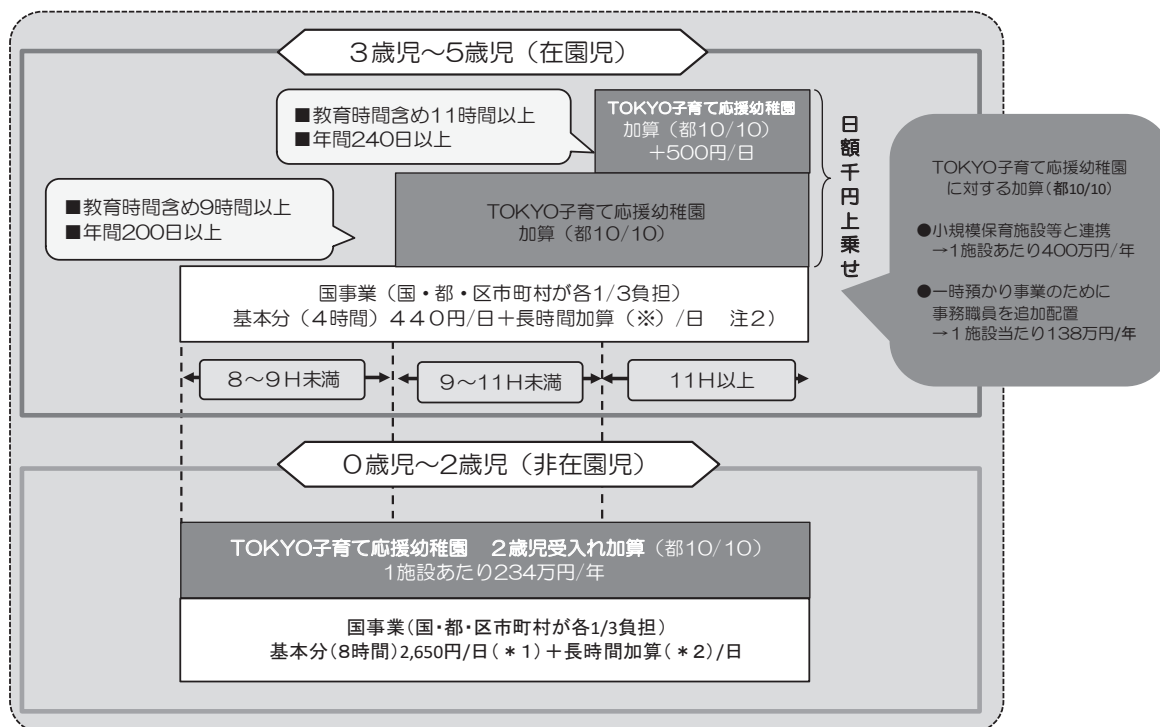 3歳児～5歳児（在園児）
■教育時間含め11時間以上
■年間240日以上
TOKYO子育て応援幼稚園
加算（都10/10）
＋500円/日
■教育時間含め9時間以上
■年間200日以上
TOKYO子育て応援幼稚園
加算（都10/10）
日額千円上乗せ
国事業（国・都・区市町村が各1/3負担）
基本分（4時間）440円/日＋長時間加算（※）/日　注2）
8～9H未満
9～11H未満
11H以上
TOKYO子育て応援幼稚園
に対する加算（都10/10）
●小規模保育施設等と連携
→1施設あたり400万円/年
●一時預かり事業のために
事務職員を追加配置
→1施設当たり138万円/年
0歳児～2歳児（非在園児）
TOKYO子育て応援幼稚園　2歳児受入れ加算（都10/10）
1施設あたり234万円/年
国事業(国・都・区市町村が各1/3負担)
基本分(8時間)2,650円/日(＊1)＋長時間加算(＊2)/日